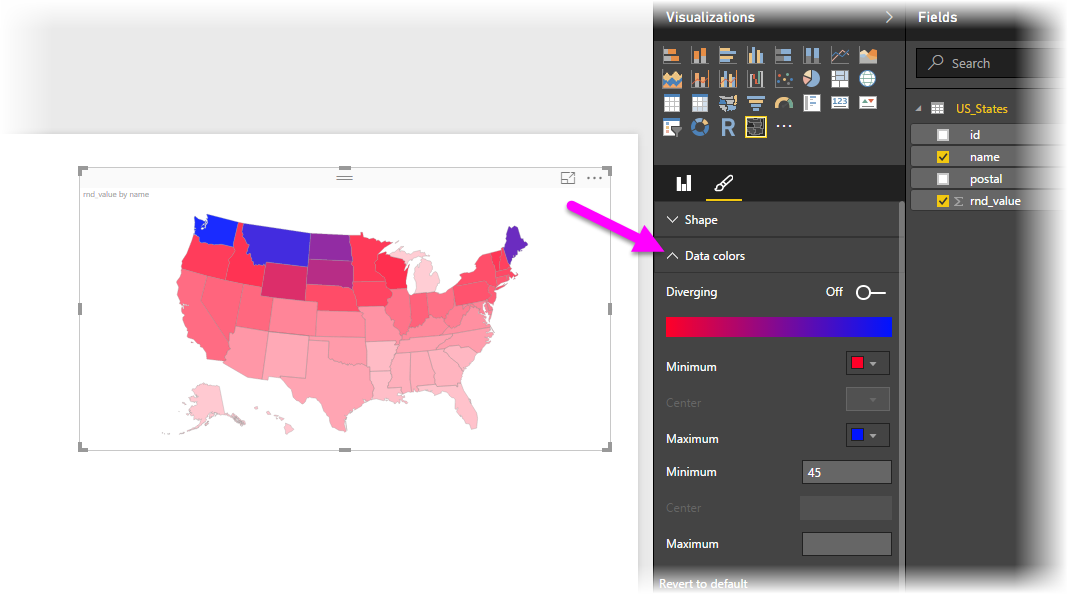 Visualizations
Fields
Search
US_States
id
name
postal
Σ rnd_value
R
123
rnd_value by name
Shape
Data colors
Diverging
Off
Minimum
Center
Maximum
Minimum
45
Center
Maximum
Revert to default